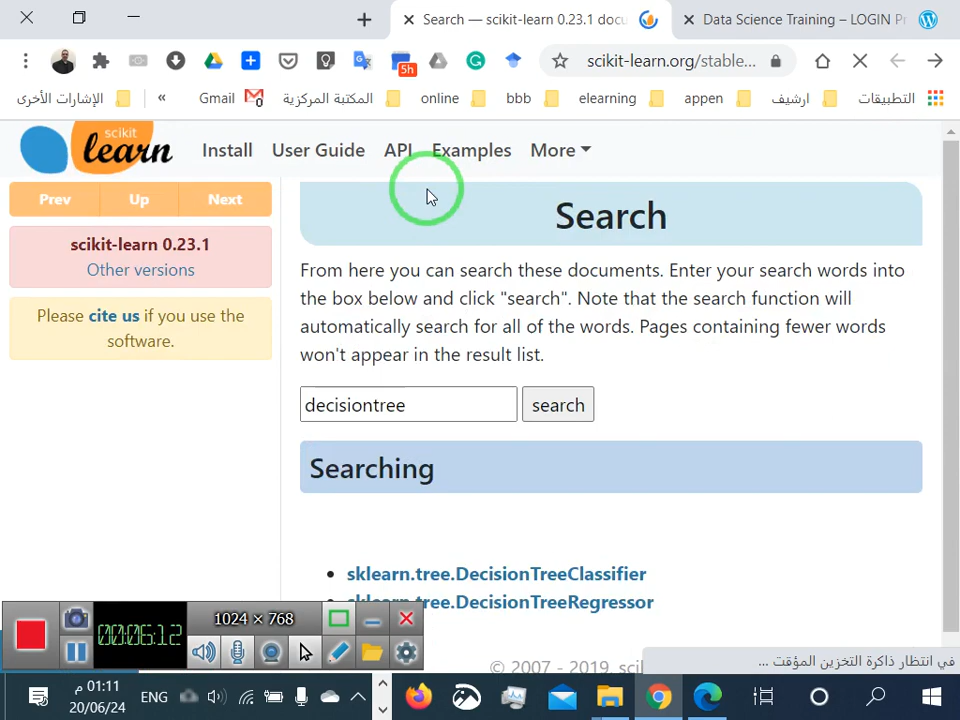 Search — scikit-learn 0.23.1 docu
Data Science Training – LOGIN Pr
5h
scikit-learn.org/stable...
الإشارات الأخرى
»
Gmail
المكتبة المركزية
online
bbb
elearning
appen
ارشيف
التطبيقات
scikit
learn
Install
User Guide
API
Examples
More
Prev
Up
Next
scikit-learn 0.23.1
Other versions
Please cite us if you use the
software.
Search
From here you can search these documents. Enter your search words into
the box below and click "search". Note that the search function will
automatically search for all of the words. Pages containing fewer words
won't appear in the result list.
decisiontree
search
Searching
• sklearn.tree.DecisionTreeClassifier
tree.DecisionTreeRegressor
© 2007 - 2019, sci
في انتظار ذاكرة التخزين المؤقت ...
00:06:12
1024 × 768
01:11 م
20/06/24
ENG